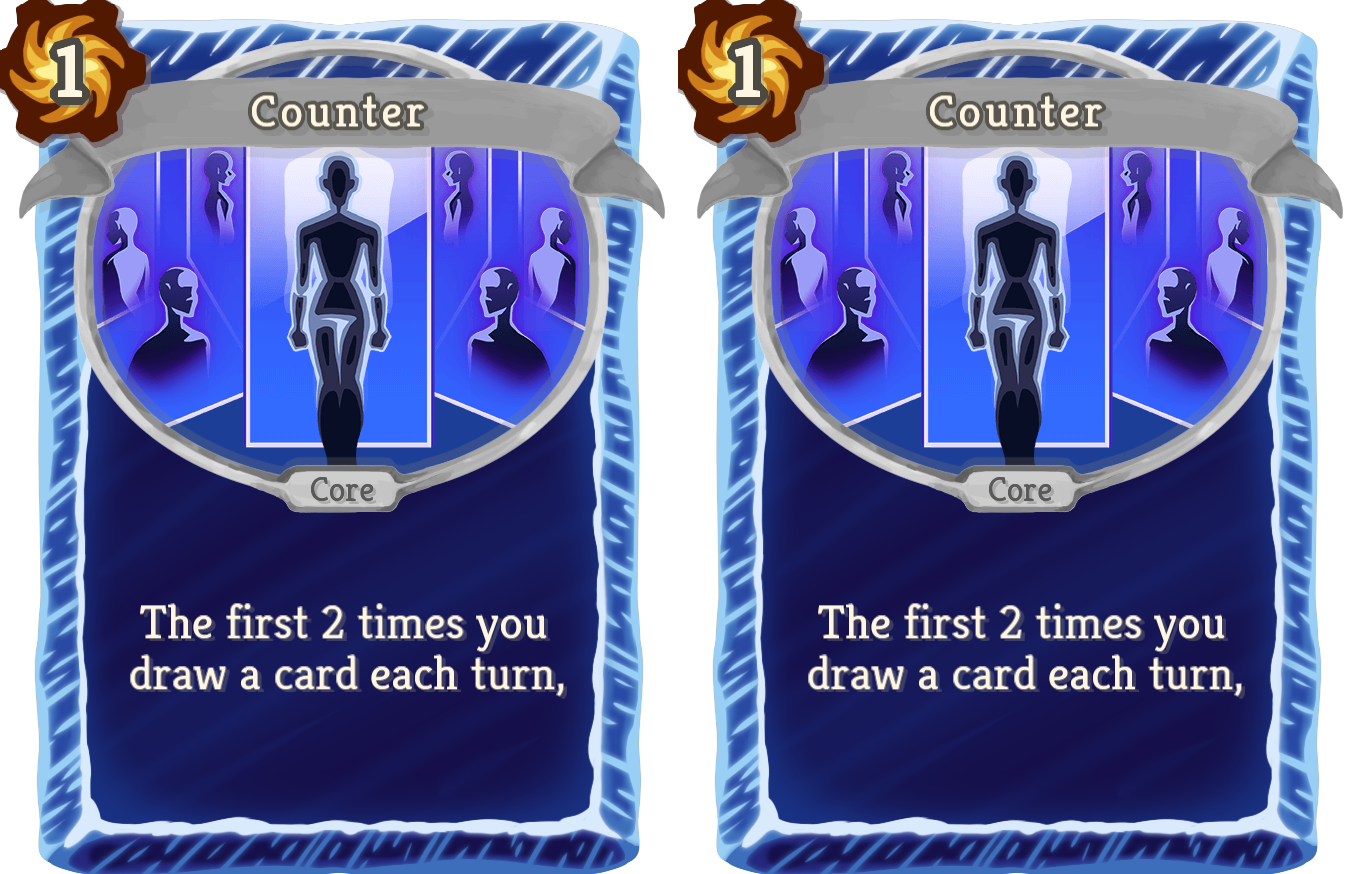 1
Counter
Core
The first 2 times you
draw a card each turn,
1
Counter
Core
The first 2 times you
draw a card each turn,